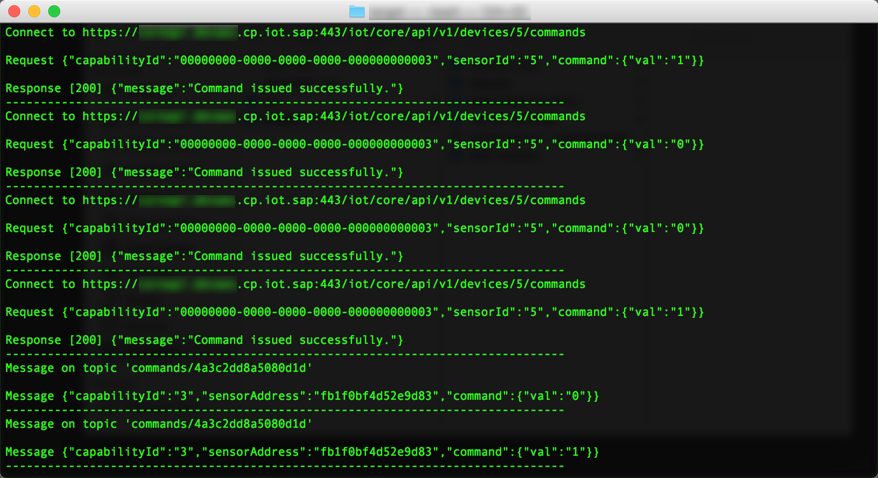 Connect to https:// .cp.iot.sap:443/iot/core/api/v1/devices/5/commands
Request {"capabilityId":"00000000-0000-0000-0000-000000000003","sensorId":"5","command":{"val":"1"}}
Response [200] {"message":"Command issued successfully."}
--------------------------------------------------------------------------------
Connect to https:// .cp.iot.sap:443/iot/core/api/v1/devices/5/commands
Request {"capabilityId":"00000000-0000-0000-0000-000000000003","sensorId":"5","command":{"val":"0"}}
Response [200] {"message":"Command issued successfully."}
--------------------------------------------------------------------------------
Connect to https:// .cp.iot.sap:443/iot/core/api/v1/devices/5/commands
Request {"capabilityId":"00000000-0000-0000-0000-000000000003","sensorId":"5","command":{"val":"0"}}
Response [200] {"message":"Command issued successfully."}
--------------------------------------------------------------------------------
Connect to https:// .cp.iot.sap:443/iot/core/api/v1/devices/5/commands
Request {"capabilityId":"00000000-0000-0000-0000-000000000003","sensorId":"5","command":{"val":"1"}}
Response [200] {"message":"Command issued successfully."}
--------------------------------------------------------------------------------
Message on topic 'commands/4a3c2dd8a5080d1d'
Message {"capabilityId":"3","sensorAddress":"fb1f0bf4d52e9d83","command":{"val":"0"}}
--------------------------------------------------------------------------------
Message on topic 'commands/4a3c2dd8a5080d1d'
Message {"capabilityId":"3","sensorAddress":"fb1f0bf4d52e9d83","command":{"val":"1"}}
--------------------------------------------------------------------------------